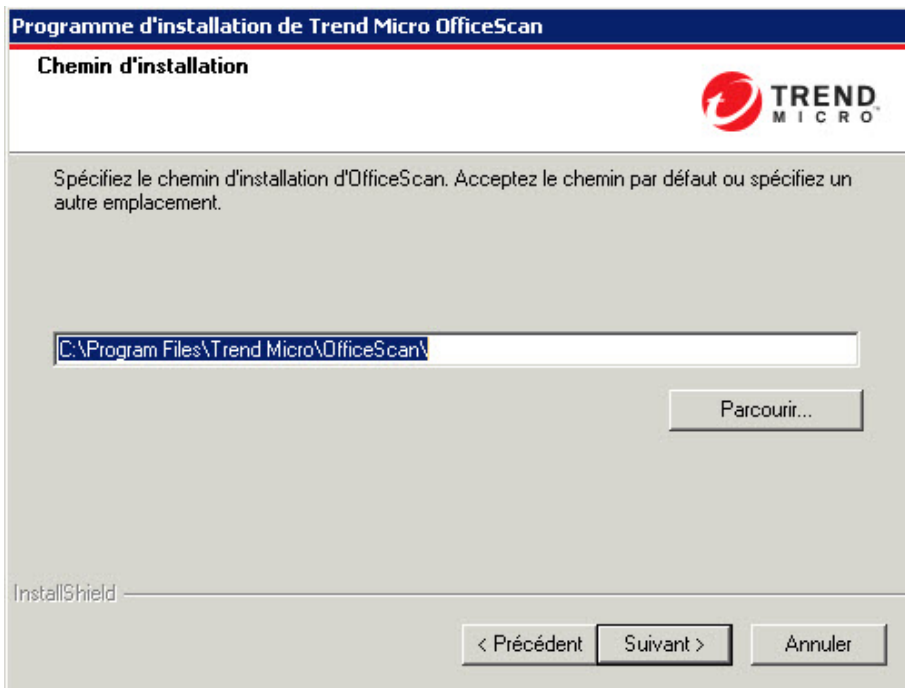 Programme d'installation de Trend Micro OfficeScan
Chemin d'installation
TREND
MICRO
Spécifiez le chemin d'installation d'OfficeScan. Acceptez le chemin par défaut ou spécifiez un
autre emplacement.
C:\Program Files\Trend Micro\OfficeScan\
Parcourir...
InstallShield
< Précédent
Suivant >
Annuler